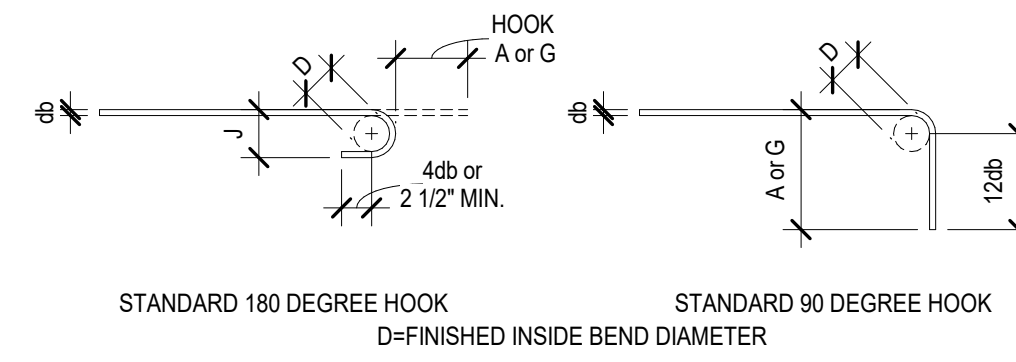 HOOK
A or G
D
db
J
4db or
2 1/2" MIN.
D
db
A or G
12db
STANDARD 180 DEGREE HOOK
STANDARD 90 DEGREE HOOK
D=FINISHED INSIDE BEND DIAMETER